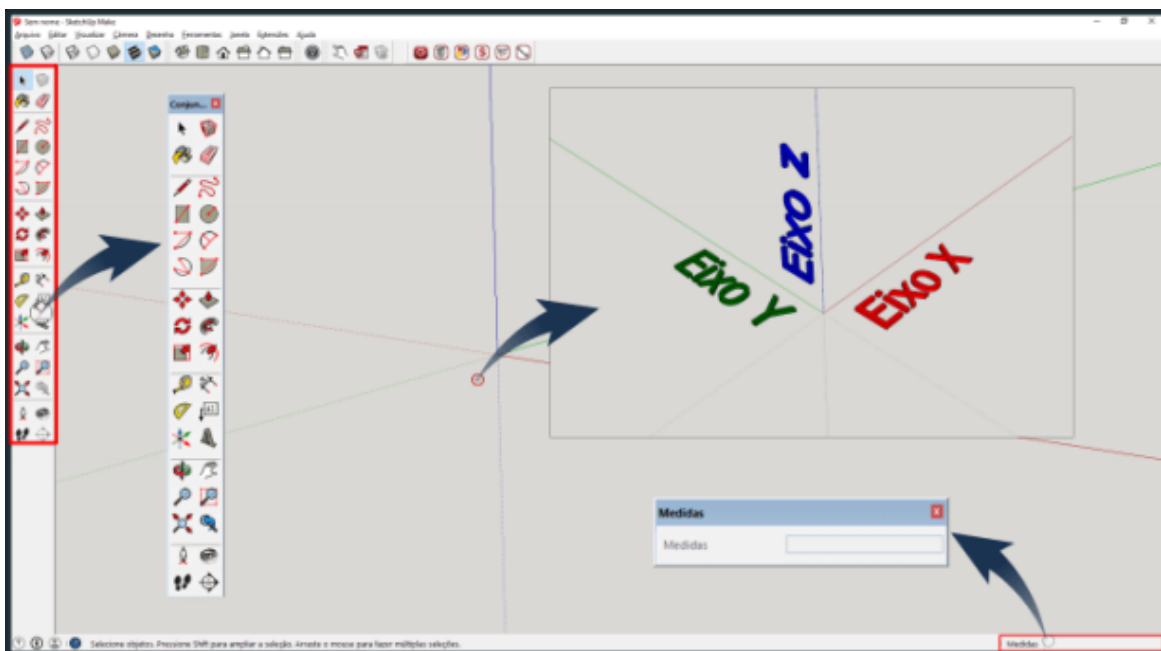 Sem nome - SketchUp Make
Arquivo Editar Visualizar Câmera Desenho Ferramentas Janela Extensões Ajuda
Conjun...
Eixo Z
Eixo Y
Eixo X
Medidas
Medidas
Selecione objetos. Pressione Shift para ampliar a seleção. Arraste o mouse para fazer múltiplas seleções.
Medidas